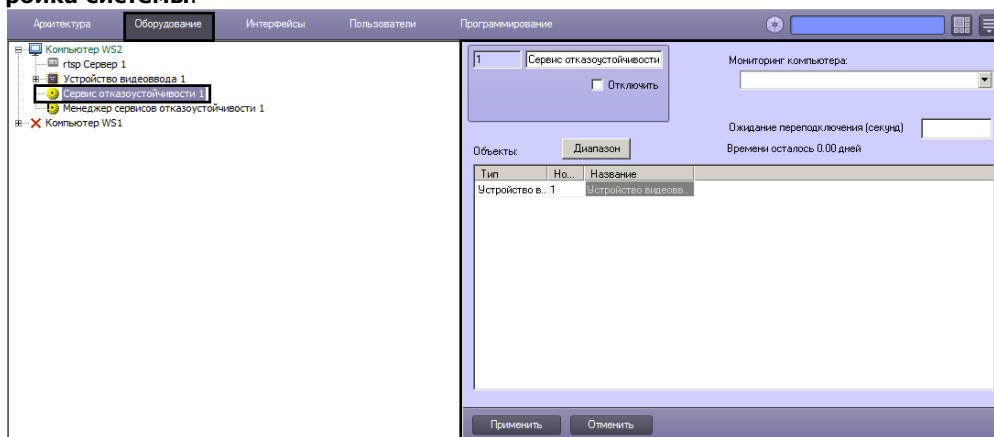 ройка системы.
Архитектура Оборудование Интерфейсы Пользователи Программирование
Компьютер WS2
rtsp Сервер 1
Устройство видеоввода 1
Сервис отказоустойчивости 1
Менеджер сервисов отказоустойчивости 1
Компьютер WS1
1 Сервис отказоустойчивости
Отключить
Мониторинг компьютера:
Ожидание переподключения (секунд)
Времени осталось 0.00 дней
Объекты: Диапазон
Тип Но... Название
Устройство в.. 1 Устройство видеовв..
Применить Отменить